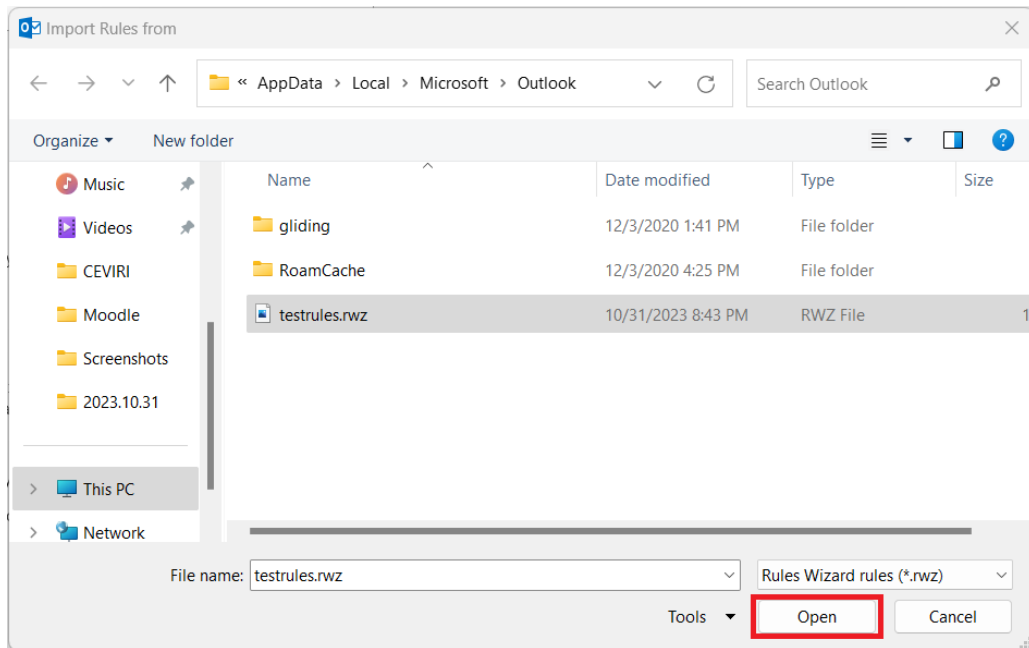 Import Rules from
« AppData › Local › Microsoft › Outlook
Search Outlook
Organize
New folder
Name Date modified Type Size
Music
Videos
CEVIRI
Moodle
Screenshots
2023.10.31
This PC
Network
gliding 12/3/2020 1:41 PM File folder
RoamCache 12/3/2020 4:25 PM File folder
testrules.rwz 10/31/2023 8:43 PM RWZ File 1
File name: testrules.rwz Rules Wizard rules (*.rwz)
Tools Open Cancel